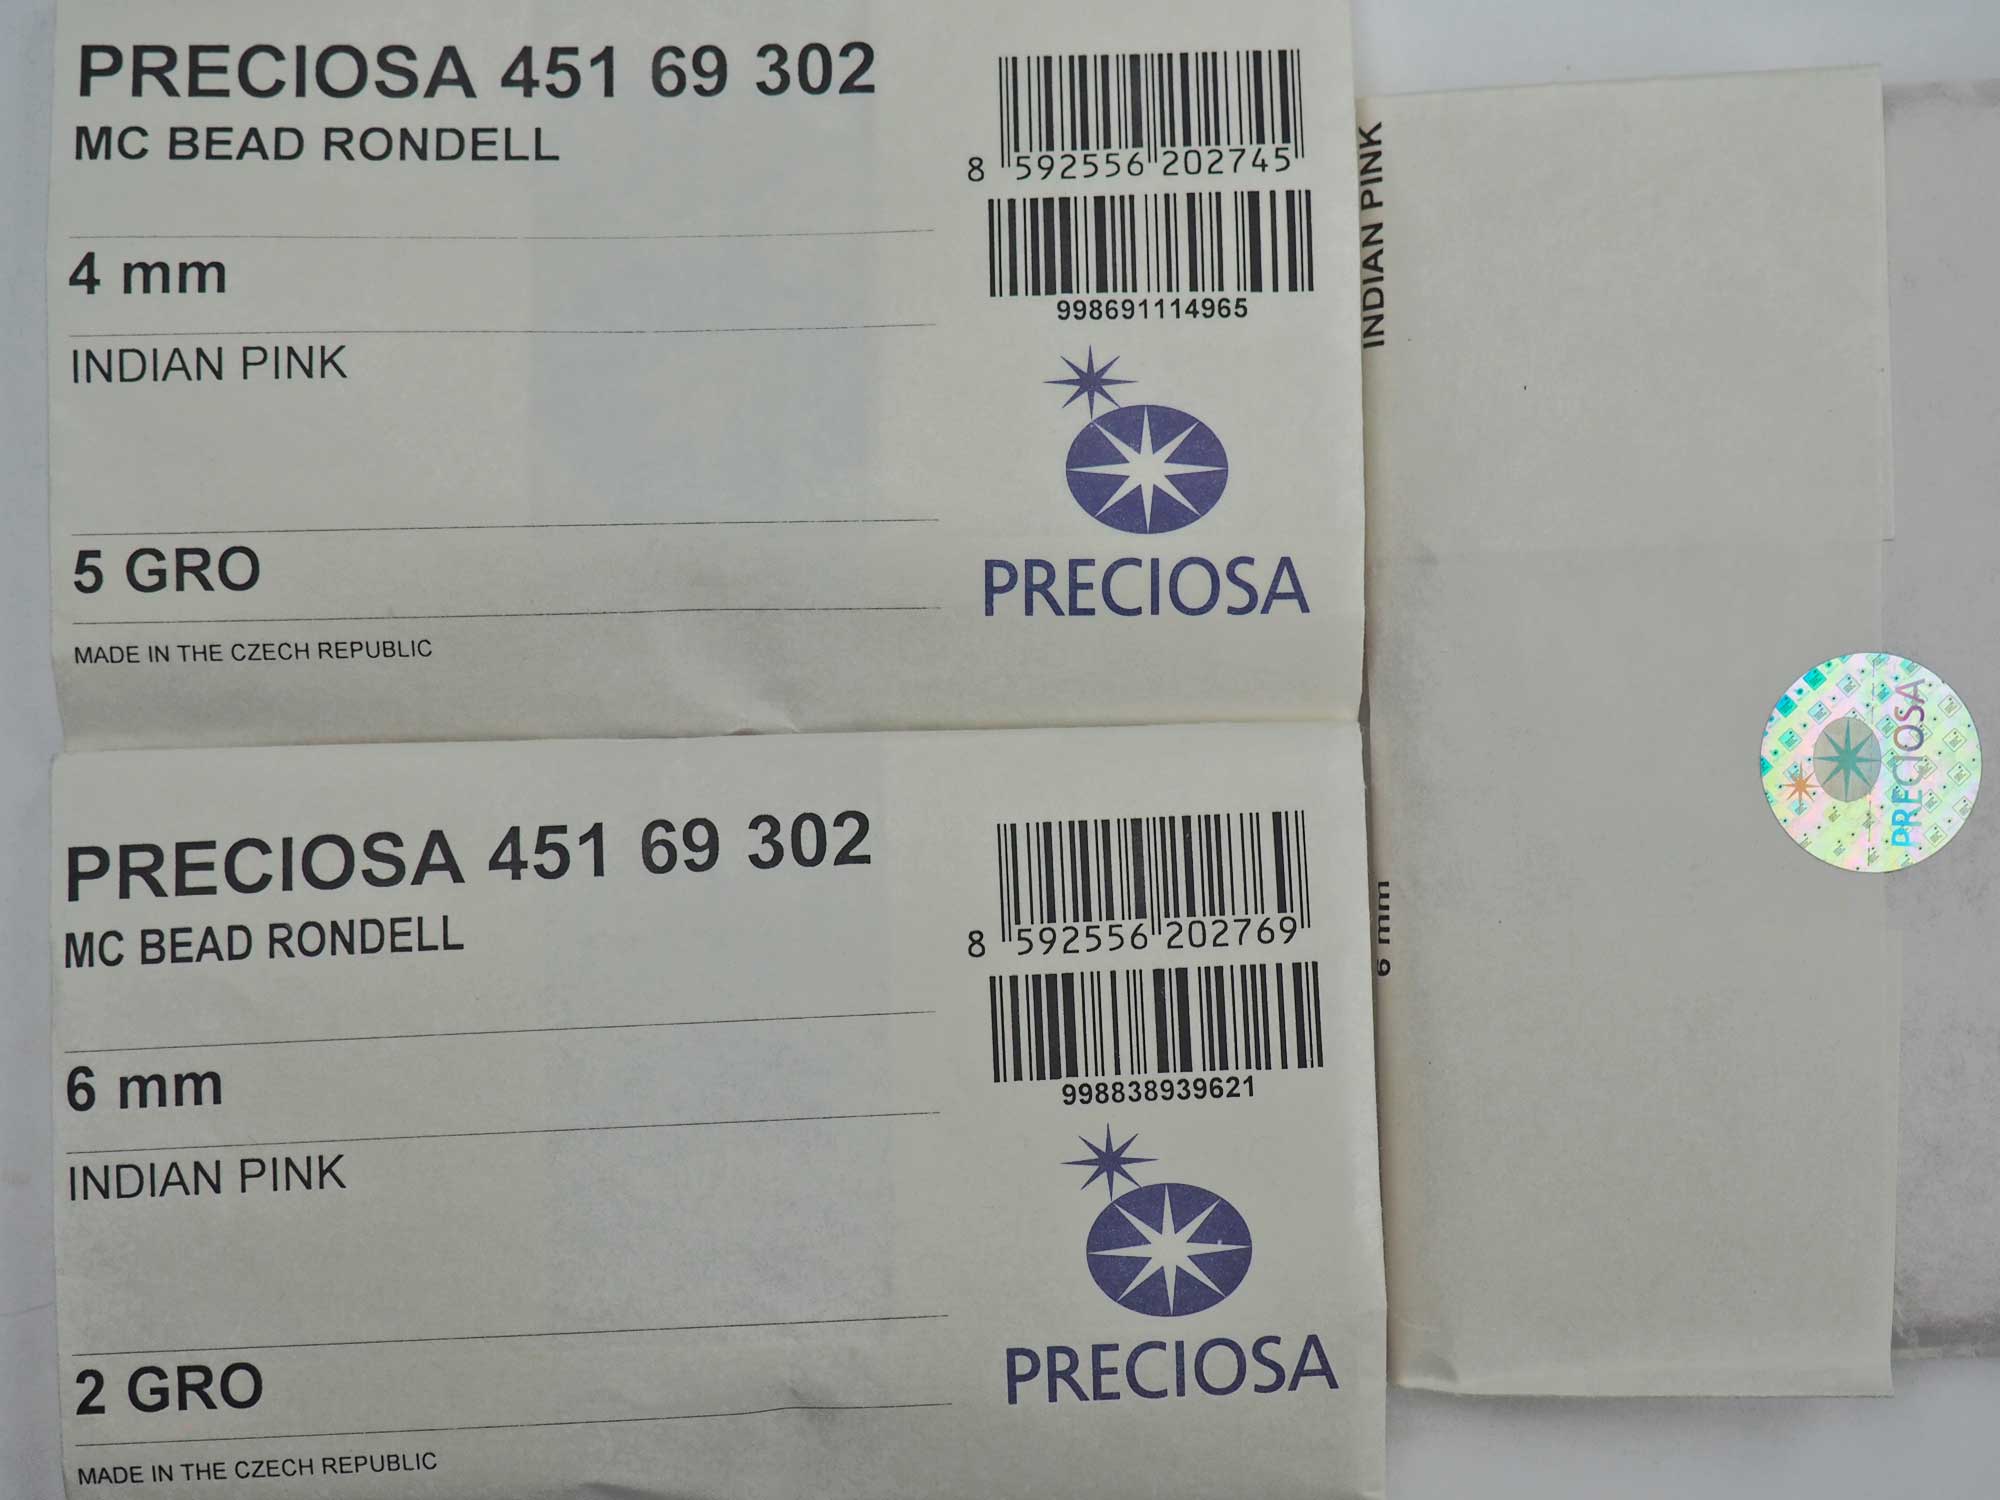 PRECIOSA 451 69 302
MC BEAD RONDELL
4 mm
INDIAN PINK
5 GRO
MADE IN THE CZECH REPUBLIC
8 592556 202745
998691114965
PRECIOSA
PRECIOSA 451 69 302
MC BEAD RONDELL
6 mm
INDIAN PINK
2 GRO
MADE IN THE CZECH REPUBLIC
8 592556 202769
998838939621
PRECIOSA
INDIAN PINK
6 mm
PRECIOSA